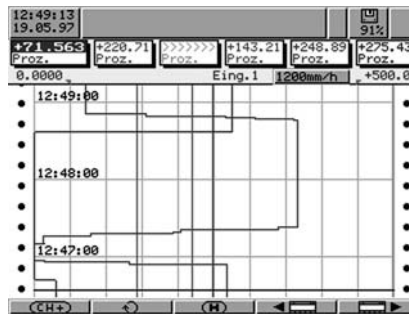 12:49:13
19.05.97
91%
+71.563 +220.71 >>>>>>> +143.21 +248.89 +275.43
Proz. Proz. Proz. Proz. Proz. Proz.
0.0000 Eing.1 1200mm/h +500.0
12:49:00
12:48:00
12:47:00
(CH+) (M)